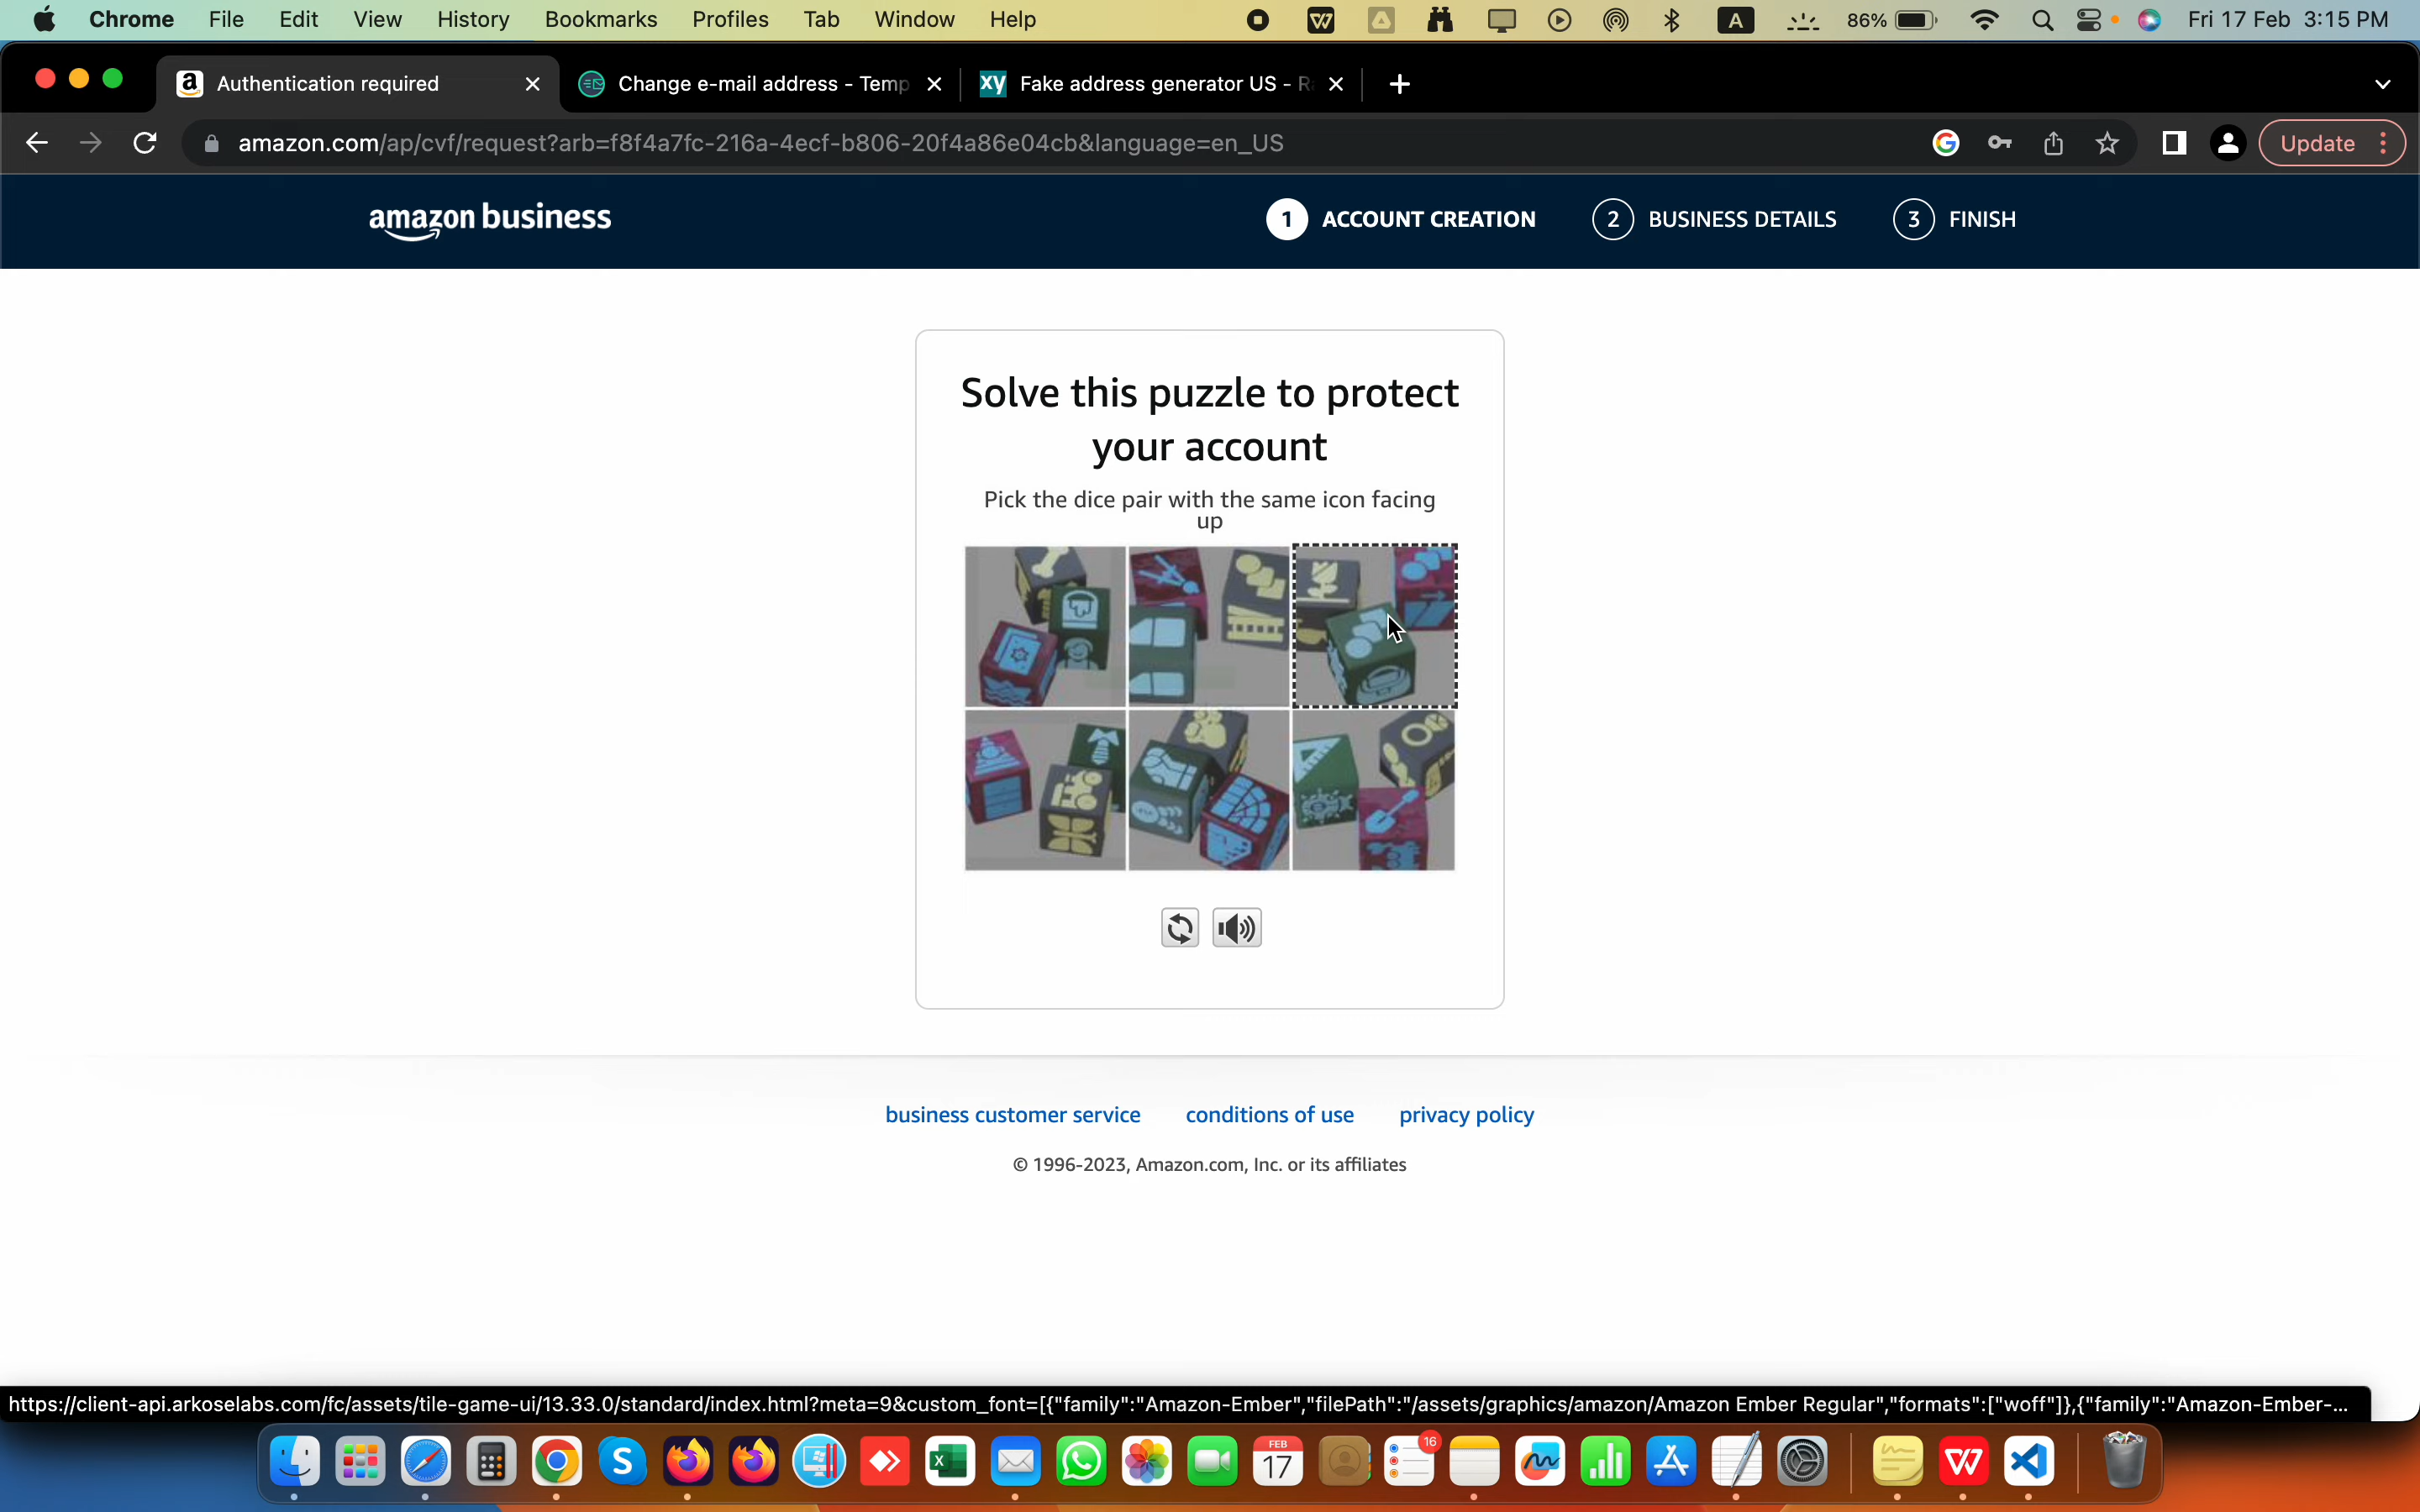 Chrome File Edit View History Bookmarks Profiles Tab Window Help A 86% Fri 17 Feb 3:15 PM
Authentication required Change e-mail address - Temp Fake address generator US - R
amazon.com/ap/cvf/request?arb=f8f4a7fc-216a-4ecf-b806-20f4a86e04cb&language=en_US Update
amazon business 1 ACCOUNT CREATION 2 BUSINESS DETAILS 3 FINISH
Solve this puzzle to protect
your account
Pick the dice pair with the same icon facing
up
business customer service conditions of use privacy policy
© 1996-2023, Amazon.com, Inc. or its affiliates
https://client-api.arkoselabs.com/fc/assets/tile-game-ui/13.33.0/standard/index.html?meta=9&custom_font=[{"family":"Amazon-Ember","filePath":"/assets/graphics/amazon/Amazon Ember Regular","formats":["woff"]},{"family":"Amazon-Ember-...
FEB
17
16